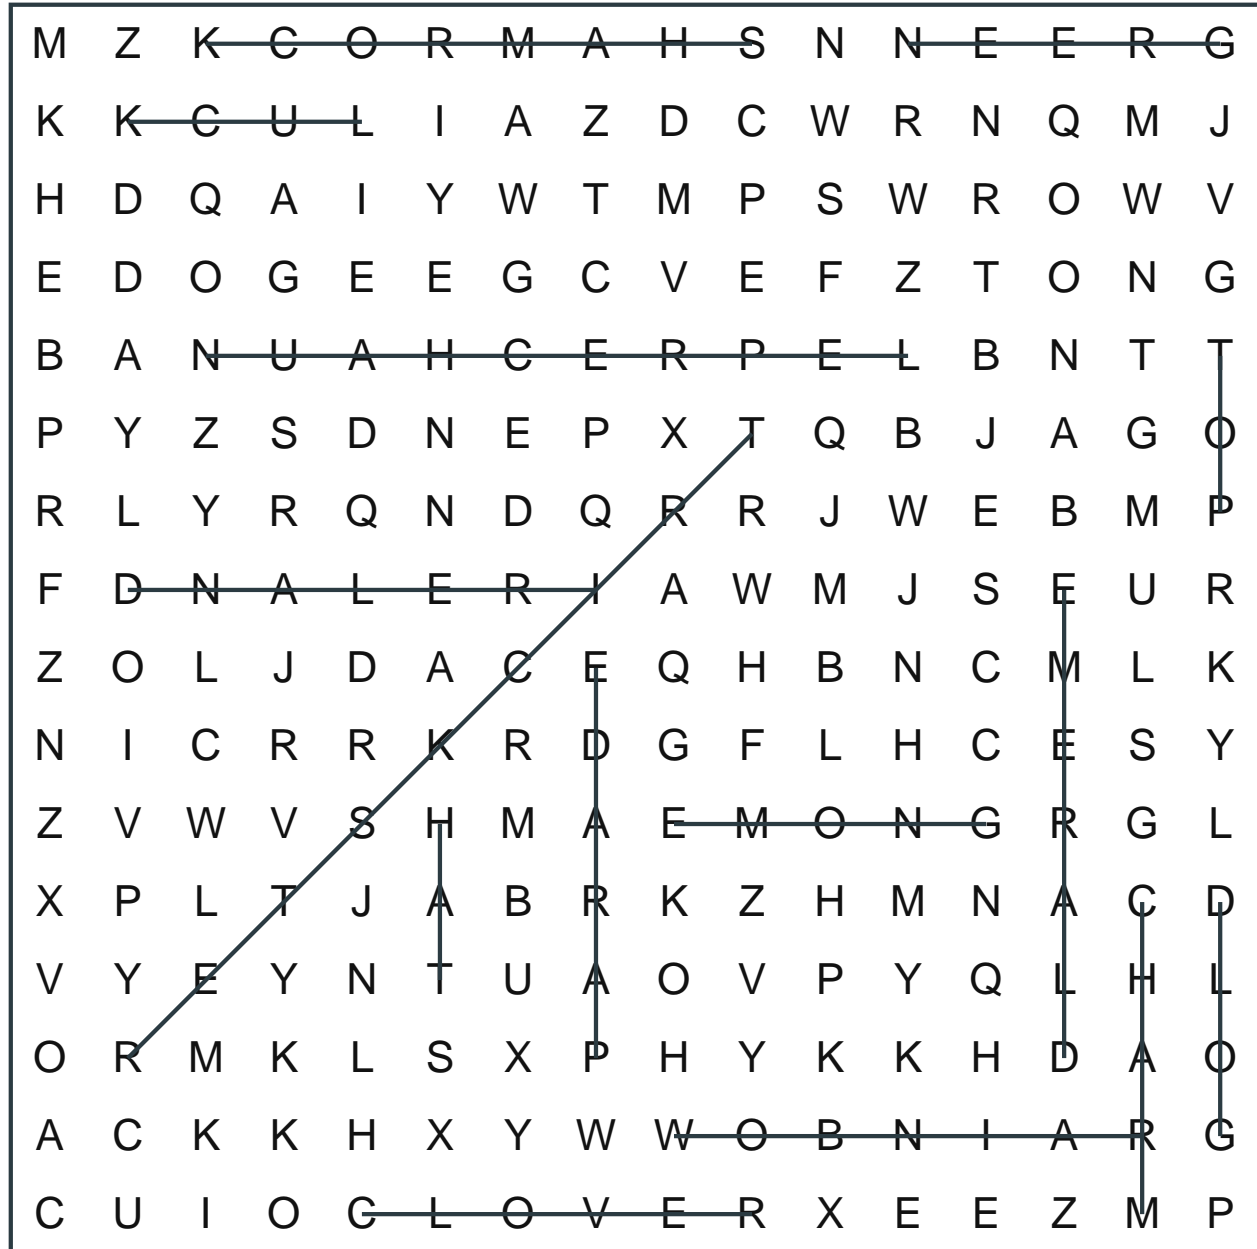 M Z K C O R M A H S N N E E R G
K K C U L I A Z D C W R N Q M J
H D Q A I Y W T M P S W R O W V
E D O G E E G C V E F Z T O N G
B A N U A H C E R P E L B N T T
P Y Z S D N E P X T Q B J A G O
R L Y R Q N D Q R R J W E B M P
F D N A L E R I A W M J S E U R
Z O L J D A C E Q H B N C M L K
N I C R R K R D G F L H C E S Y
Z V W V S H M A E M O N G R G L
X P L T J A B R K Z H M N A C D
V Y E Y N T U A O V P Y Q L H L
O R M K L S X P H Y K K H D A O
A C K K H X Y W W O B N I A R G
C U I O C L O V E R X E E Z M P